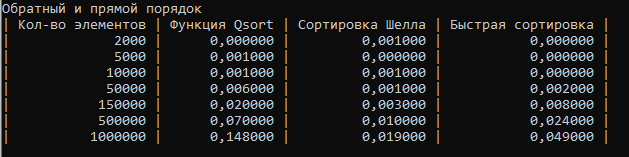 Обратный и прямой порядок
| Кол-во элементов | Функция Qsort | Сортировка Шелла | Быстрая сортировка |
| 2000 | 0,000000 | 0,001000 | 0,000000 |
| 5000 | 0,001000 | 0,000000 | 0,000000 |
| 10000 | 0,001000 | 0,001000 | 0,000000 |
| 50000 | 0,006000 | 0,001000 | 0,002000 |
| 150000 | 0,020000 | 0,003000 | 0,008000 |
| 500000 | 0,070000 | 0,010000 | 0,024000 |
| 1000000 | 0,148000 | 0,019000 | 0,049000 |